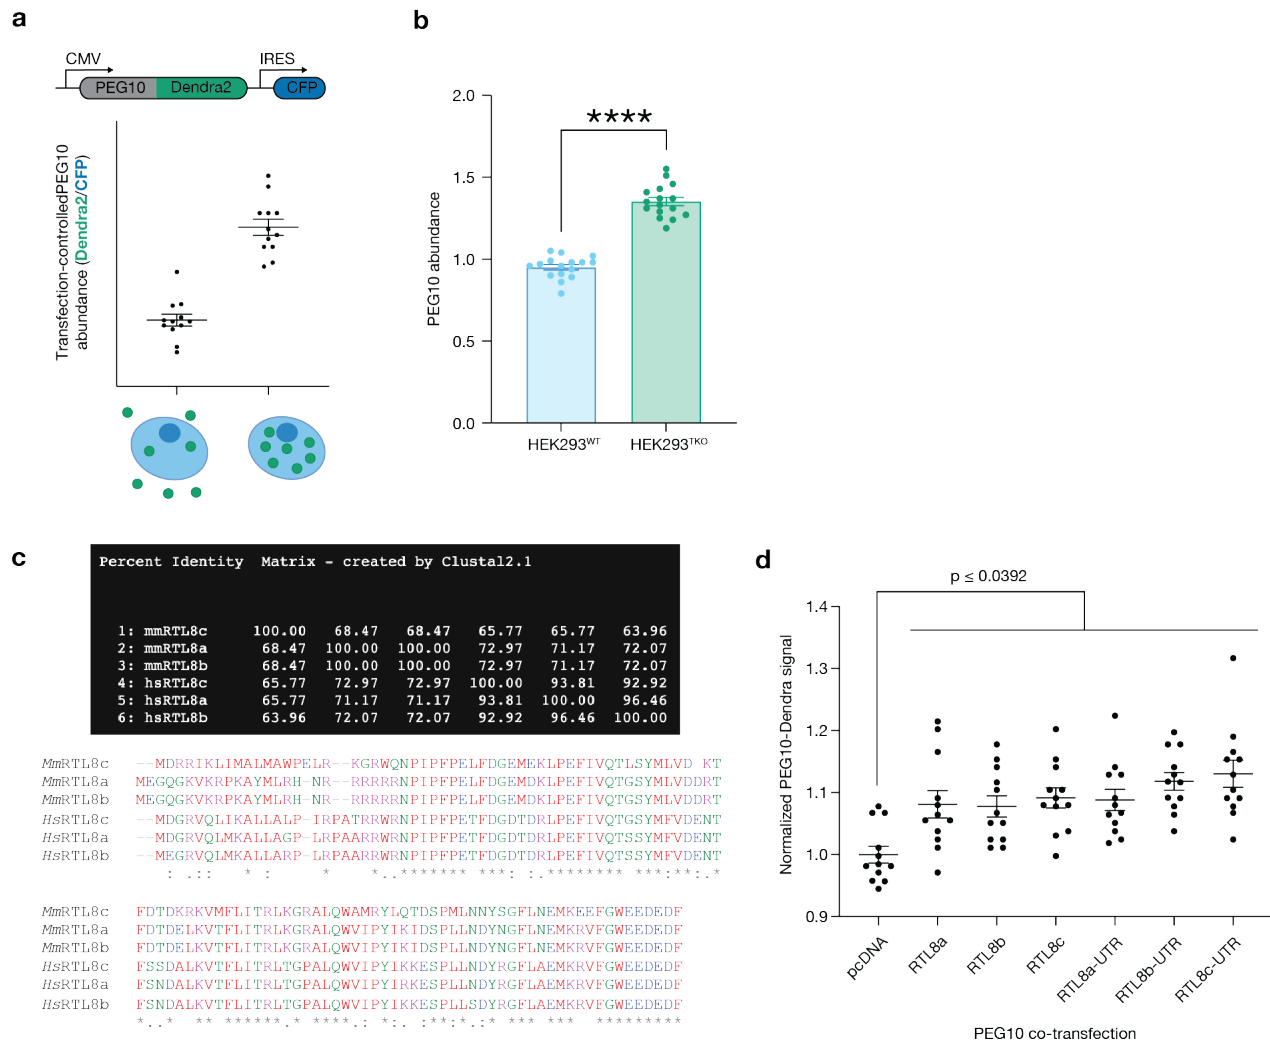 a
CMV
IRES
PEG10
Dendra2
CFP
Transfection-controlledPEG10
abundance (Dendra2/CFP)
b
2.0
1.5
1.0
0.5
0.0
PEG10 abundance
****
HEK293WT
HEK293TKO
c
Percent Identity Matrix - created by Clustal2.1
1: mmRTL8c 100.00 68.47 68.47 65.77 65.77 63.96
2: mmRTL8a 68.47 100.00 100.00 72.97 71.17 72.07
3: mmRTL8b 68.47 100.00 100.00 72.97 71.17 72.07
4: hsRTL8c 65.77 72.97 72.97 100.00 93.81 92.92
5: hsRTL8a 65.77 71.17 71.17 93.81 100.00 96.46
6: hsRTL8b 63.96 72.07 72.07 92.92 96.46 100.00
MmRTL8c --MDRRIKLIMALMAWPELR--KGRWQNPIPFPELFDGEMEKLPEFIVQTLSYMLVD KT
MmRTL8a MEGQGKVKRPKAYMLRH-NR--RRRRRNPIPFPELFDGEMDKLPEFIVQTGSYMLVDDRT
MmRTL8b MEGQGKVKRPKAYMLRH-NR--RRRRRNPIPFPELFDGEMDKLPEFIVQTGSYMLVDDRT
HsRTL8c --MDGRVQLIKALLALP-IRPATRRWRNPIPFPETFDGDTDRLPEFIVQTSSYMFVDENT
HsRTL8a --MDGRVQLMKALLAGP-LRPAARRWRNPIPFPETFDGDTDRLPEFIVQTSSYMFVDENT
HsRTL8b --MEGRVQLMKALLARP-LRPAARRWRNPIPFPETFDGDTDRLPEFIVQTSSYMFVDENT
: .:: * : * *..****** ***: :.******** ***:**:.*
MmRTL8c FDTDKRKVMFLITRLKGRALQWAMRYLQTDSPMLNNYSGFLNEMKEEFGWEEDEDF
MmRTL8a FDTDELKVTFLITRLKGRALQWVIPYIKIDSPLLNDYNGFLNEMKRVFGWEEDEDF
MmRTL8b FDTDELKVTFLITRLKGRALQWVIPYIKIDSPLLNDYNGFLNEMKRVFGWEEDEDF
HsRTL8c FSSDALKVTFLITRLTGPALQWVIPYIKKESPLLNDYRGFLAEMKRVFGWEEDEDF
HsRTL8a FSNDALKVTFLITRLTGPALQWVIPYIKKESPLLNDYRGFLAEMKRVFGWEEDEDF
HsRTL8b FSNDALKVTFLITRLTGPALQWVIPYIKKESPLLSDYRGFLAEMKRVFGWEEDEDF
*..* ** ******.* ****.: *:: :**:*.:* *** ***. *********
d
p ≤ 0.0392
1.4
1.3
1.2
1.1
1.0
0.9
Normalized PEG10-Dendra signal
pcDNA
RTL8a
RTL8b
RTL8c
RTL8a-UTR
RTL8b-UTR
RTL8c-UTR
PEG10 co-transfection